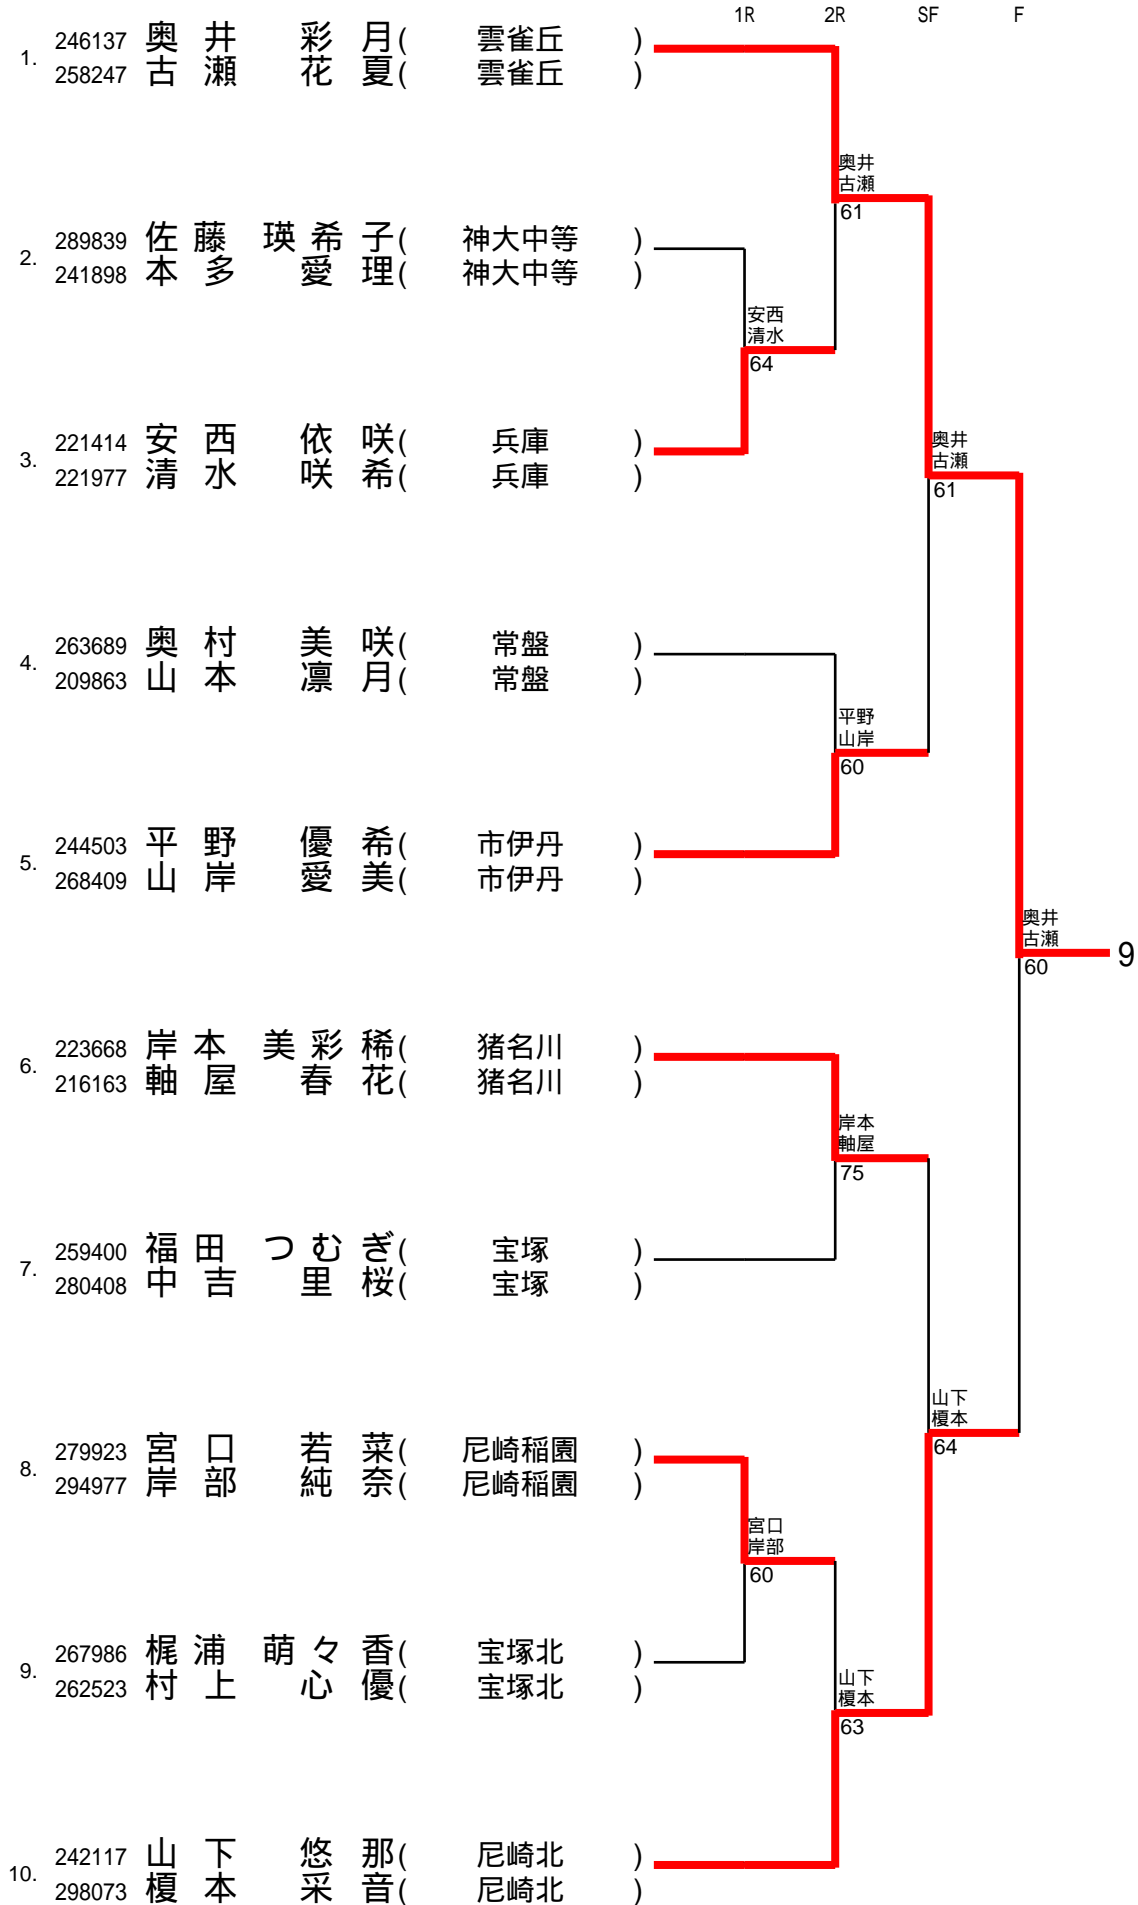 1R 2R SF F
1. 246137 奥井 彩月( 雲雀丘 )
258247 古瀬 花夏( 雲雀丘 )
奥井
古瀬
61
2. 289839 佐藤 瑛希子( 神大中等 )
241898 本多 愛理( 神大中等 )
安西
清水
64
3. 221414 安西 依咲( 兵庫 )
221977 清水 咲希( 兵庫 )
奥井
古瀬
61
4. 263689 奥村 美咲( 常盤 )
209863 山本 凛月( 常盤 )
平野
山岸
60
5. 244503 平野 優希( 市伊丹 )
268409 山岸 愛美( 市伊丹 )
奥井
古瀬
60
9
6. 223668 岸本 美彩稀( 猪名川 )
216163 軸屋 春花( 猪名川 )
岸本
軸屋
75
7. 259400 福田 つむぎ( 宝塚 )
280408 中吉 里桜( 宝塚 )
山下
榎本
64
8. 279923 宮口 若菜( 尼崎稲園 )
294977 岸部 純奈( 尼崎稲園 )
宮口
岸部
60
9. 267986 梶浦 萌々香( 宝塚北 )
262523 村上 心優( 宝塚北 )
山下
榎本
63
10. 242117 山下 悠那( 尼崎北 )
298073 榎本 采音( 尼崎北 )